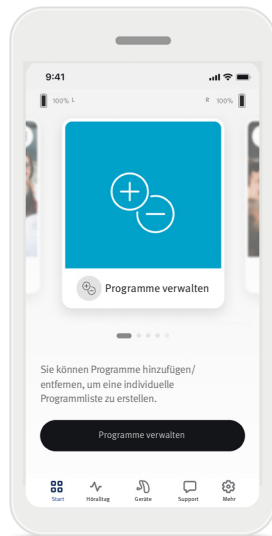 9:41
100% L
R 100%
Programme verwalten
Sie können Programme hinzufügen/
entfernen, um eine individuelle
Programmliste zu erstellen.
Programme verwalten
Start Höralltag Geräte Support Mehr